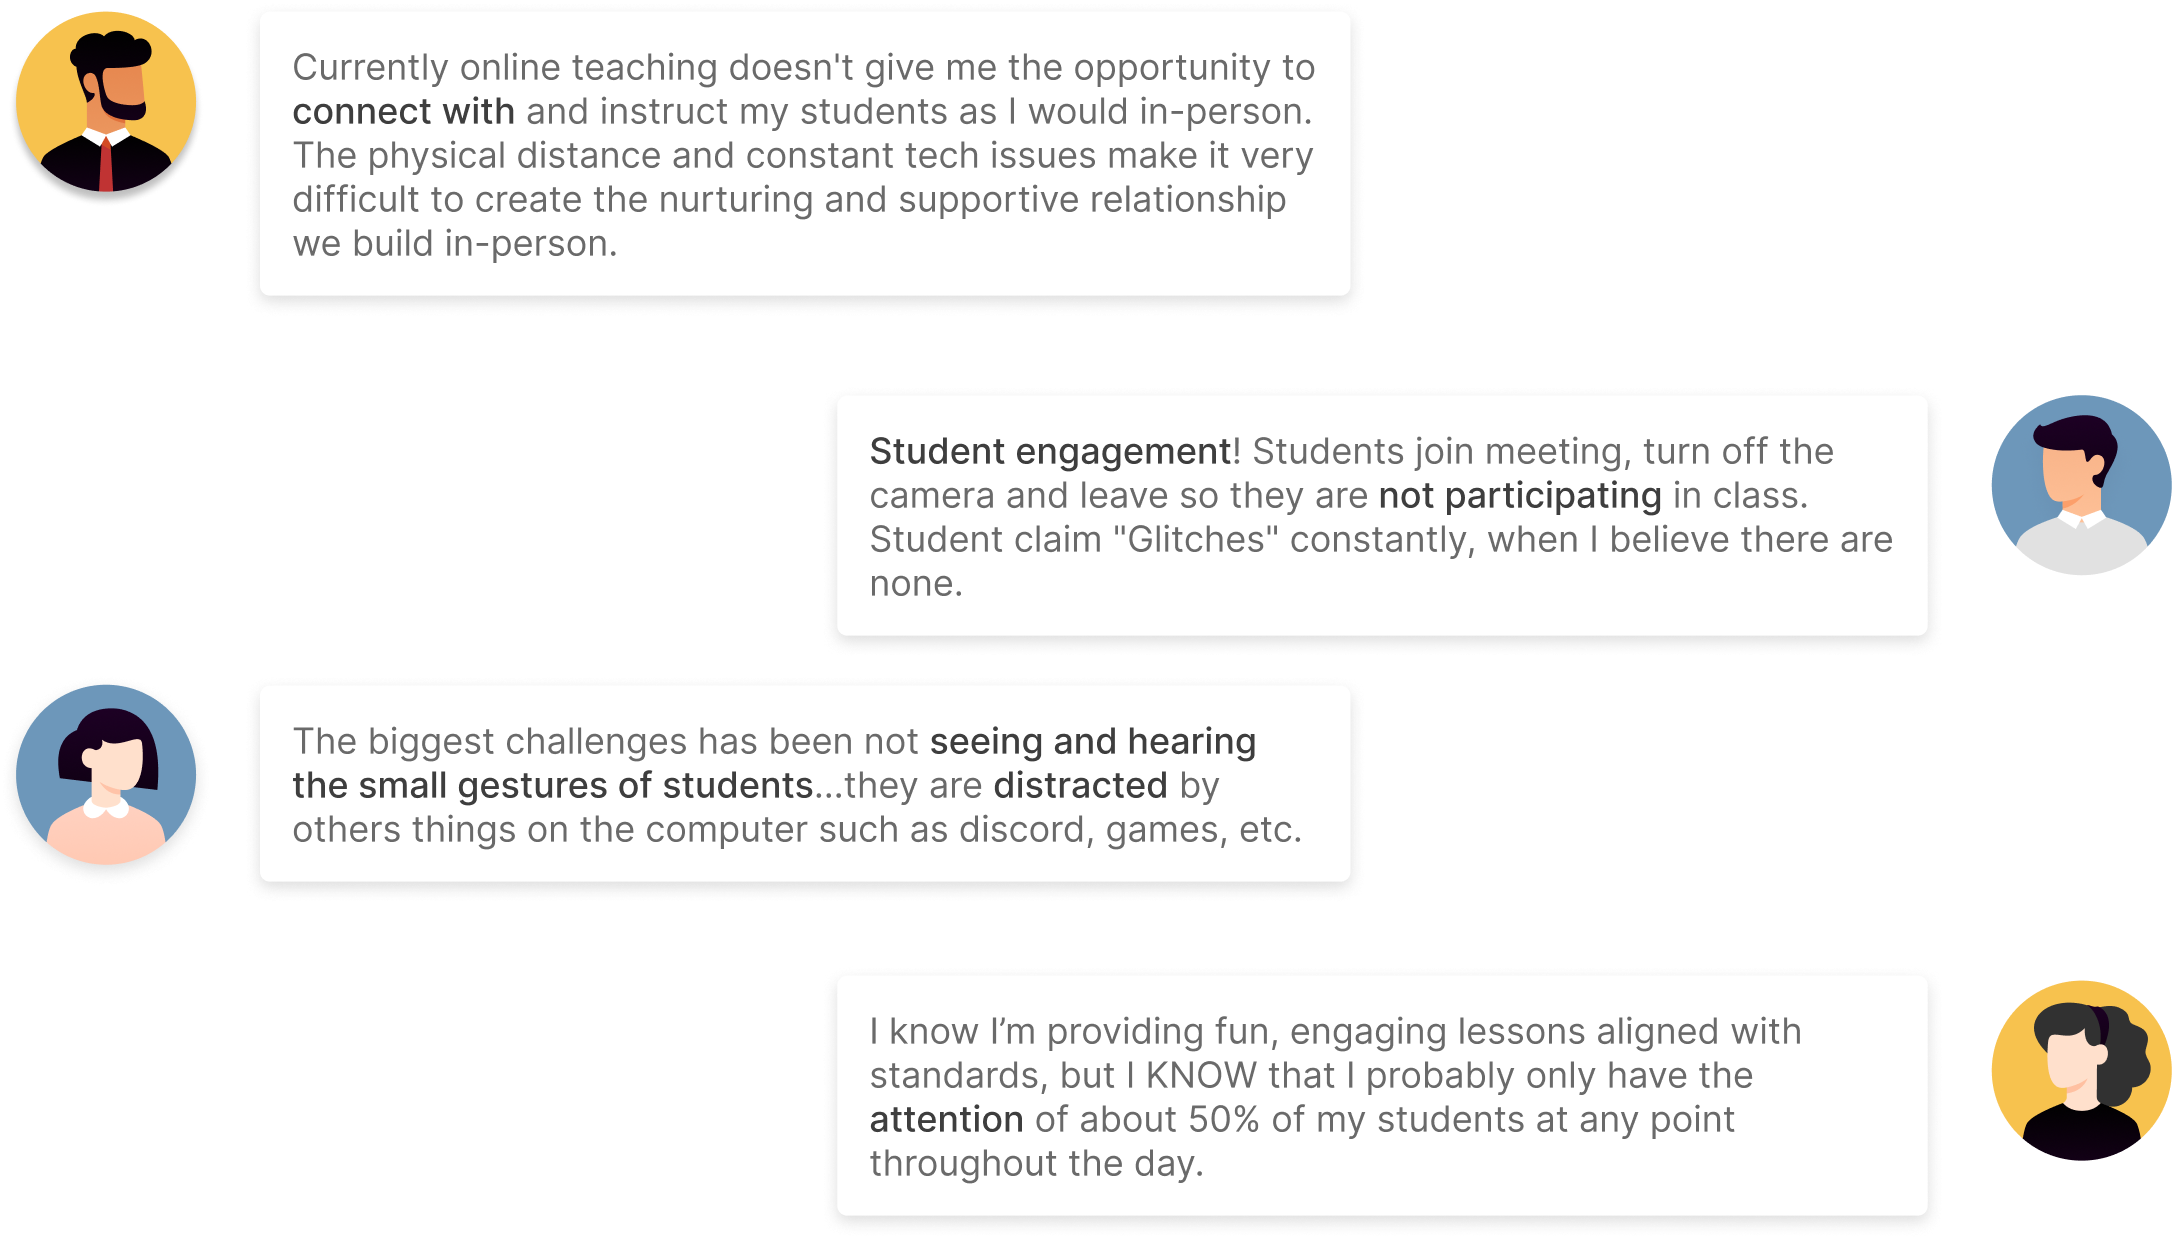 Currently online teaching doesn't give me the opportunity to
connect with and instruct my students as I would in-person.
The physical distance and constant tech issues make it very
difficult to create the nurturing and supportive relationship
we build in-person.
Student engagement! Students join meeting, turn off the
camera and leave so they are not participating in class.
Student claim "Glitches" constantly, when I believe there are
none.
The biggest challenges has been not seeing and hearing
the small gestures of students...they are distracted by
others things on the computer such as discord, games, etc.
I know I’m providing fun, engaging lessons aligned with
standards, but I KNOW that I probably only have the
attention of about 50% of my students at any point
throughout the day.